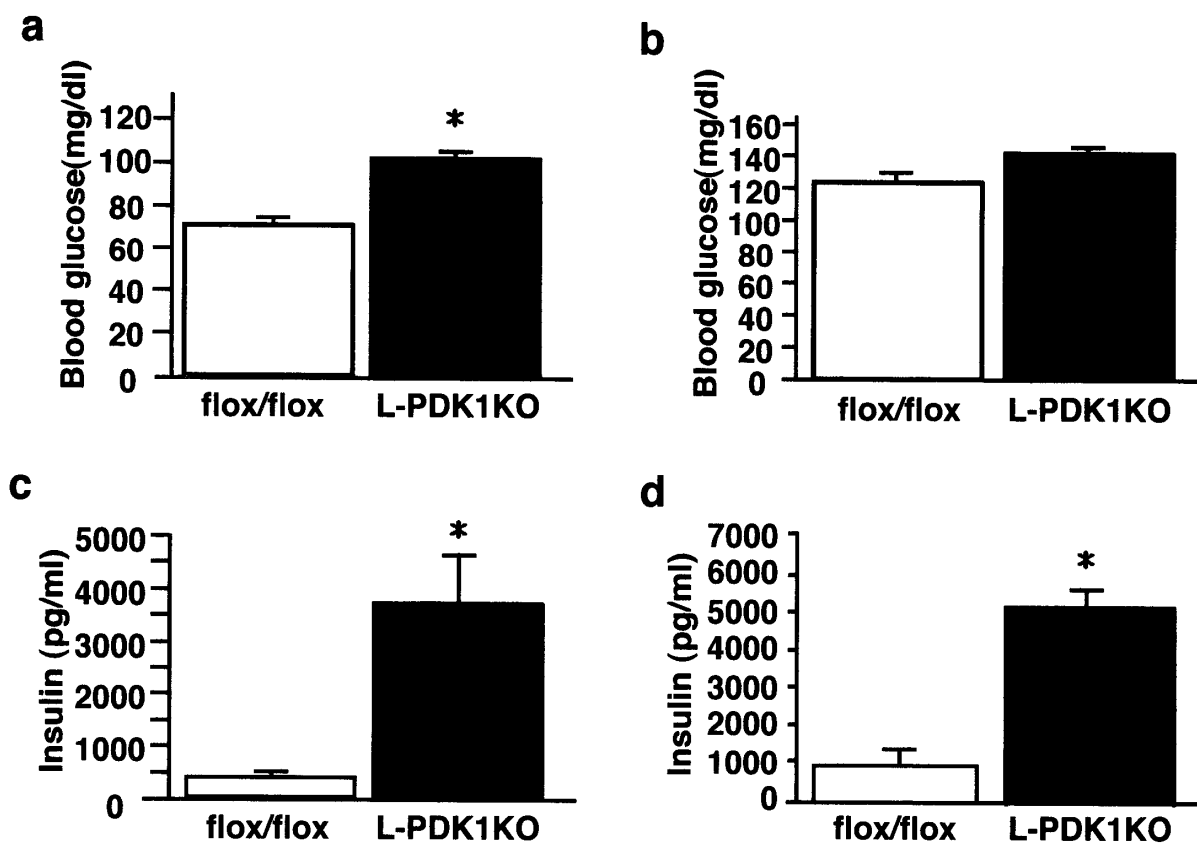 a
Blood glucose(mg/dl)
120
100
80
60
40
20
0
*
flox/flox L-PDK1KO
b
Blood glucose(mg/dl)
160
140
120
100
80
60
40
20
0
flox/flox L-PDK1KO
c
Insulin (pg/ml)
5000
4000
3000
2000
1000
0
*
flox/flox L-PDK1KO
d
Insulin (pg/ml)
7000
6000
5000
4000
3000
2000
1000
0
*
flox/flox L-PDK1KO